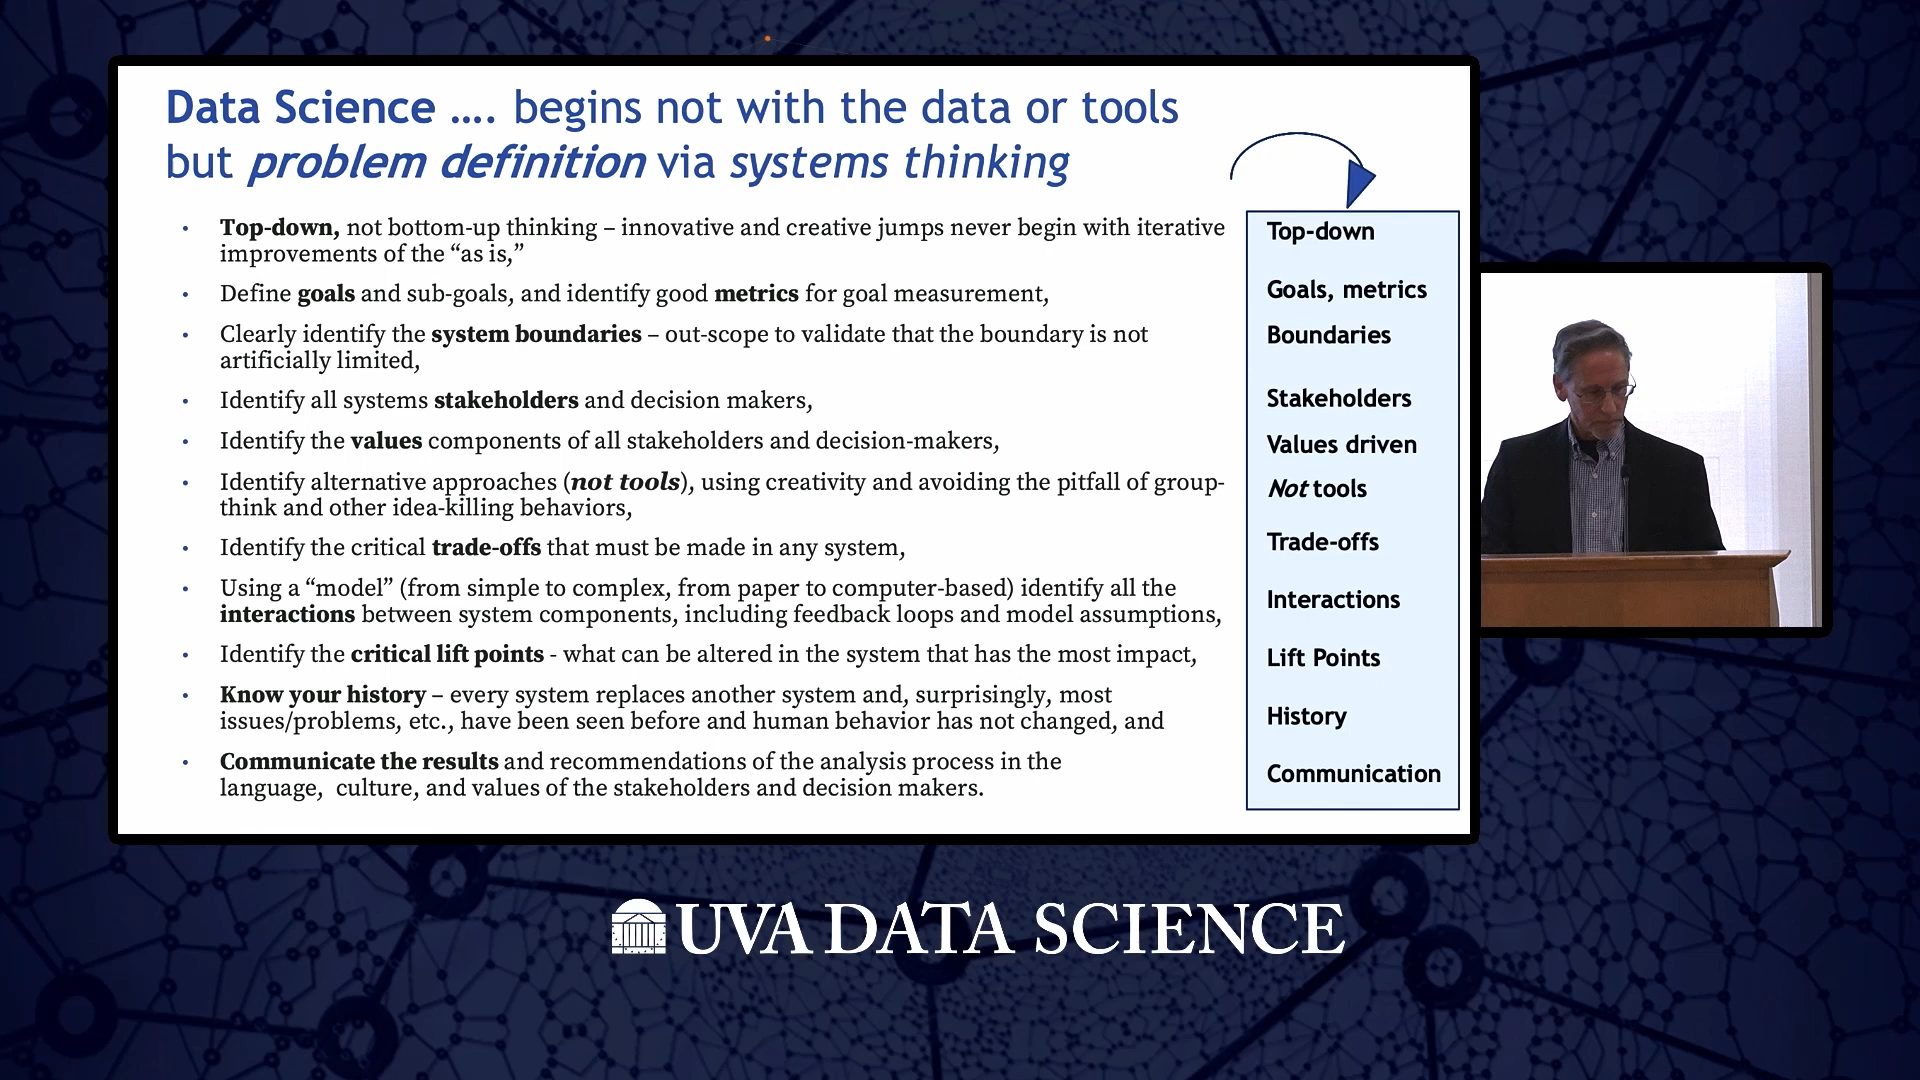 Data Science .... begins not with the data or tools
but problem definition via systems thinking
• Top-down, not bottom-up thinking – innovative and creative jumps never begin with iterative
improvements of the “as is,”
• Define goals and sub-goals, and identify good metrics for goal measurement,
• Clearly identify the system boundaries – out-scope to validate that the boundary is not
artificially limited,
• Identify all systems stakeholders and decision makers,
• Identify the values components of all stakeholders and decision-makers,
• Identify alternative approaches (not tools), using creativity and avoiding the pitfall of group-
think and other idea-killing behaviors,
• Identify the critical trade-offs that must be made in any system,
• Using a “model” (from simple to complex, from paper to computer-based) identify all the
interactions between system components, including feedback loops and model assumptions,
• Identify the critical lift points - what can be altered in the system that has the most impact,
• Know your history – every system replaces another system and, surprisingly, most
issues/problems, etc., have been seen before and human behavior has not changed, and
• Communicate the results and recommendations of the analysis process in the
language, culture, and values of the stakeholders and decision makers.
Top-down
Goals, metrics
Boundaries
Stakeholders
Values driven
Not tools
Trade-offs
Interactions
Lift Points
History
Communication
UVA DATA SCIENCE